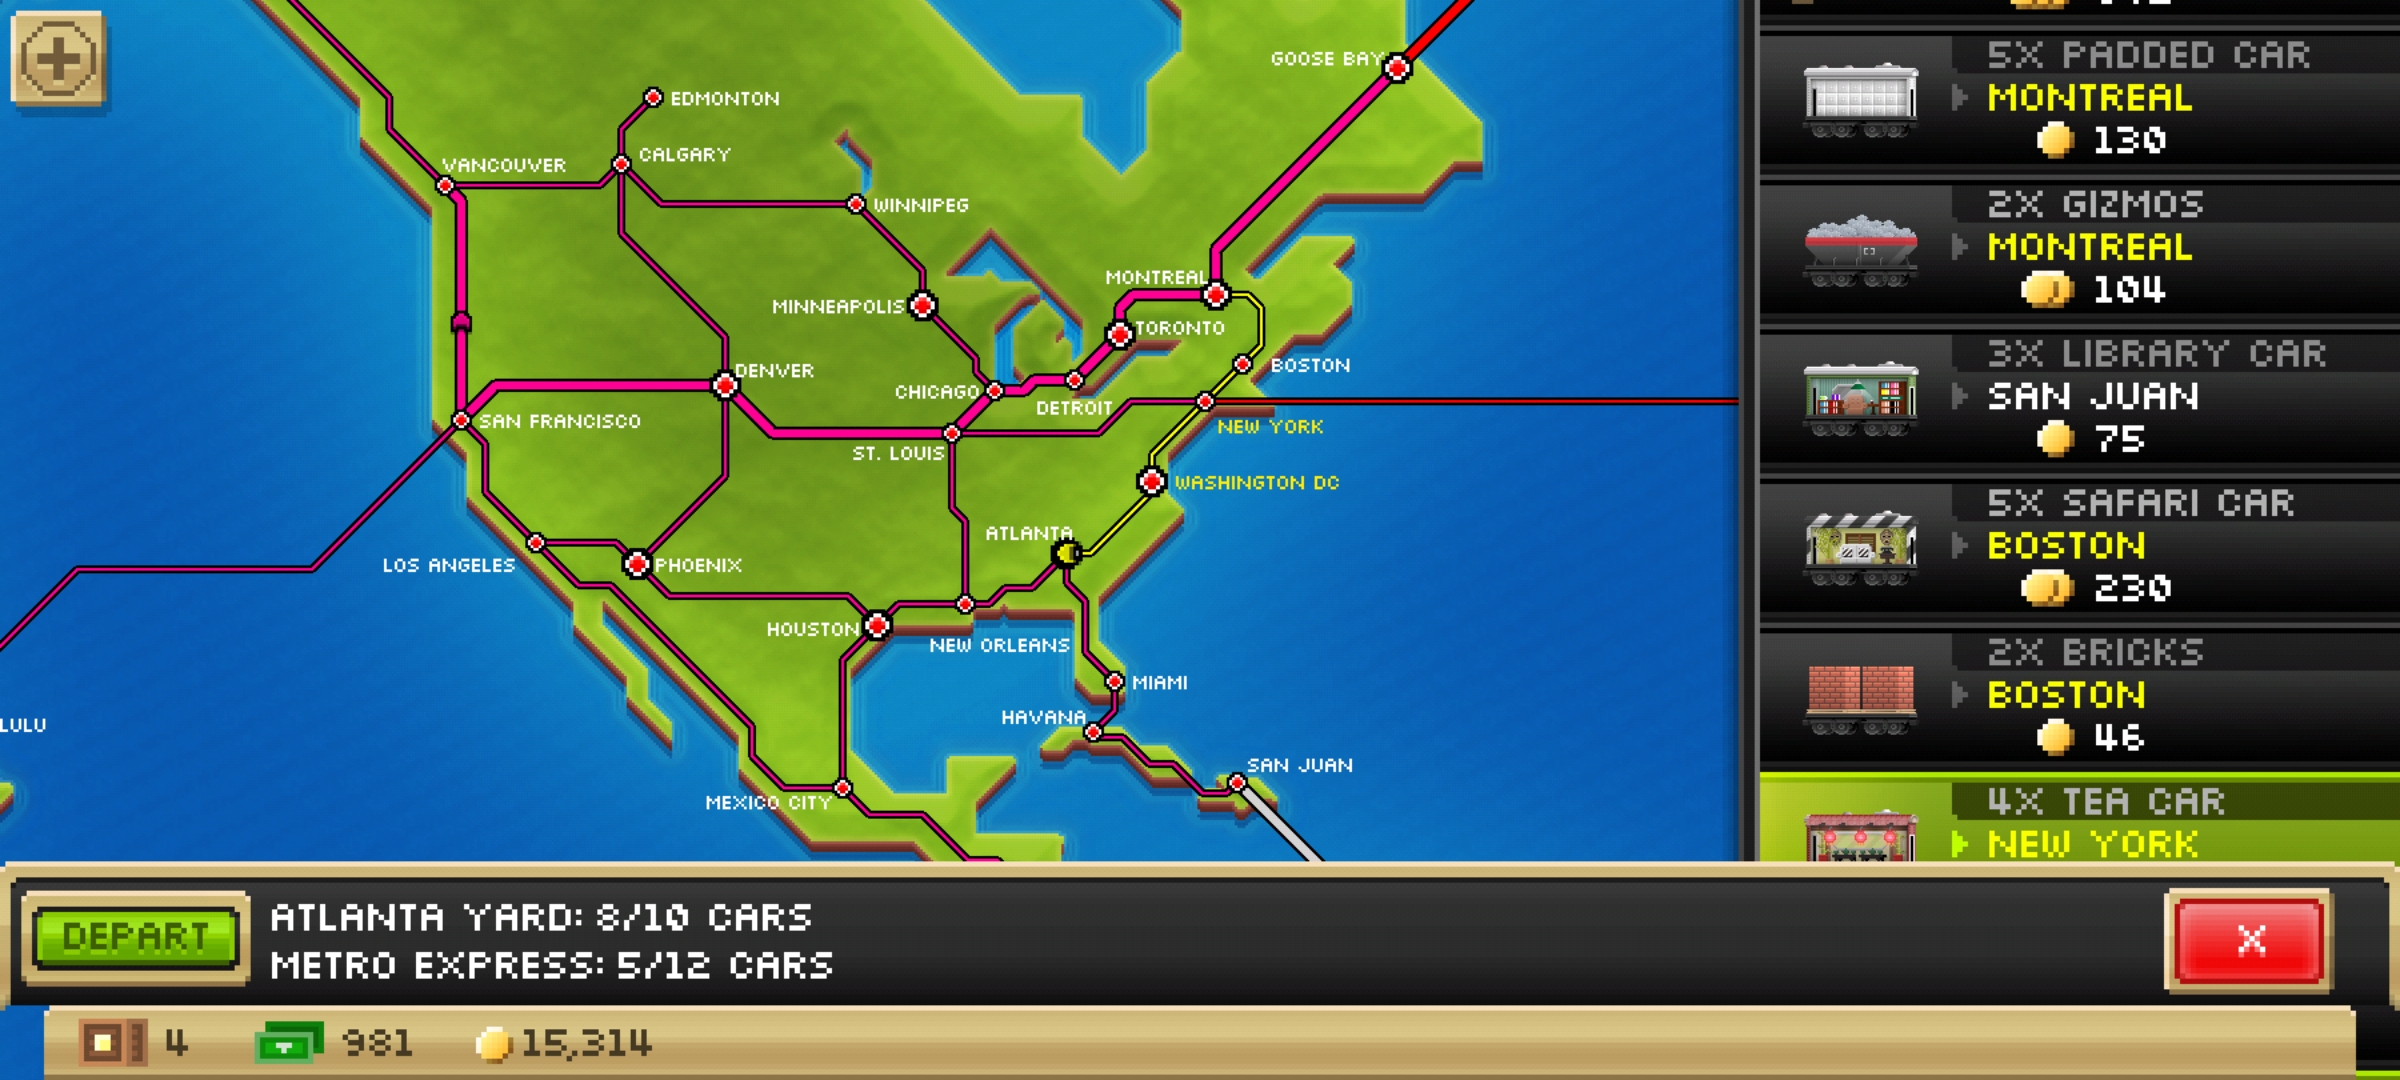 GOOSE BAY
EDMONTON
CALGARY
VANCOUVER
WINNIPEG
MONTREAL
MINNEAPOLIS
TORONTO
BOSTON
DENVER
CHICAGO
DETROIT
SAN FRANCISCO
NEW YORK
ST. LOUIS
WASHINGTON DC
ATLANTA
LOS ANGELES
PHOENIX
HOUSTON
NEW ORLEANS
MIAMI
HAVANA
LULU
SAN JUAN
MEXICO CITY
5X PADDED CAR
MONTREAL
130
2X GIZMOS
MONTREAL
104
3X LIBRARY CAR
SAN JUAN
75
5X SAFARI CAR
BOSTON
230
2X BRICKS
BOSTON
46
4X TEA CAR
NEW YORK
DEPART
ATLANTA YARD: 8/10 CARS
METRO EXPRESS: 5/12 CARS
X
4
981
15,314